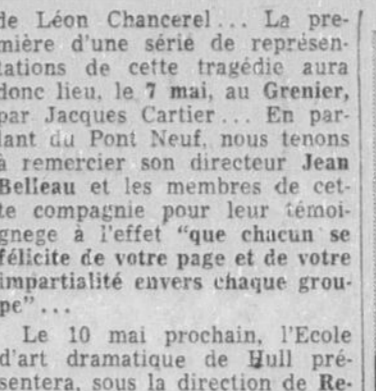 de Léon Chancerel... La pre-
mière d'une série de représen-
tations de cette tragédie aura
donc lieu, le 7 mai, au Grenier,
par Jacques Cartier... En par-
lant du Pont Neuf, nous tenons
à remercier son directeur Jean
Belleau et les membres de cet-
te compagnie pour leur témoi-
gnege à l'effet "que chacun se
félicite de votre page et de votre
impartialité envers chaque grou-
pe"...
Le 10 mai prochain, l'Ecole
d'art dramatique de Hull pré-
sentera, sous la direction de Re-